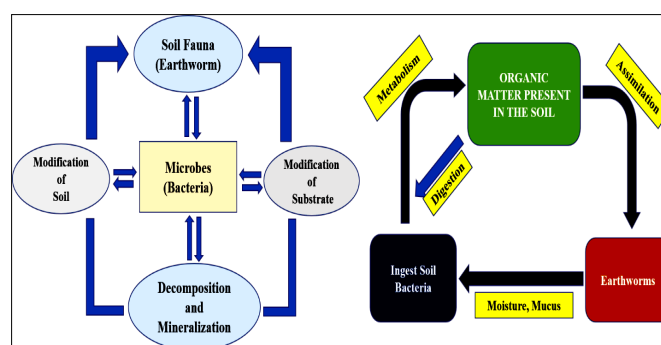 Soil Fauna
(Earthworm)
Modification
of
Soil
Microbes
(Bacteria)
Modification
of
Substrate
Decomposition
and
Mineralization
Metabolism
ORGANIC
MATTER PRESENT
IN THE SOIL
Assimilation
Digestion
Ingest Soil
Bacteria
Moisture, Mucus
Earthworms